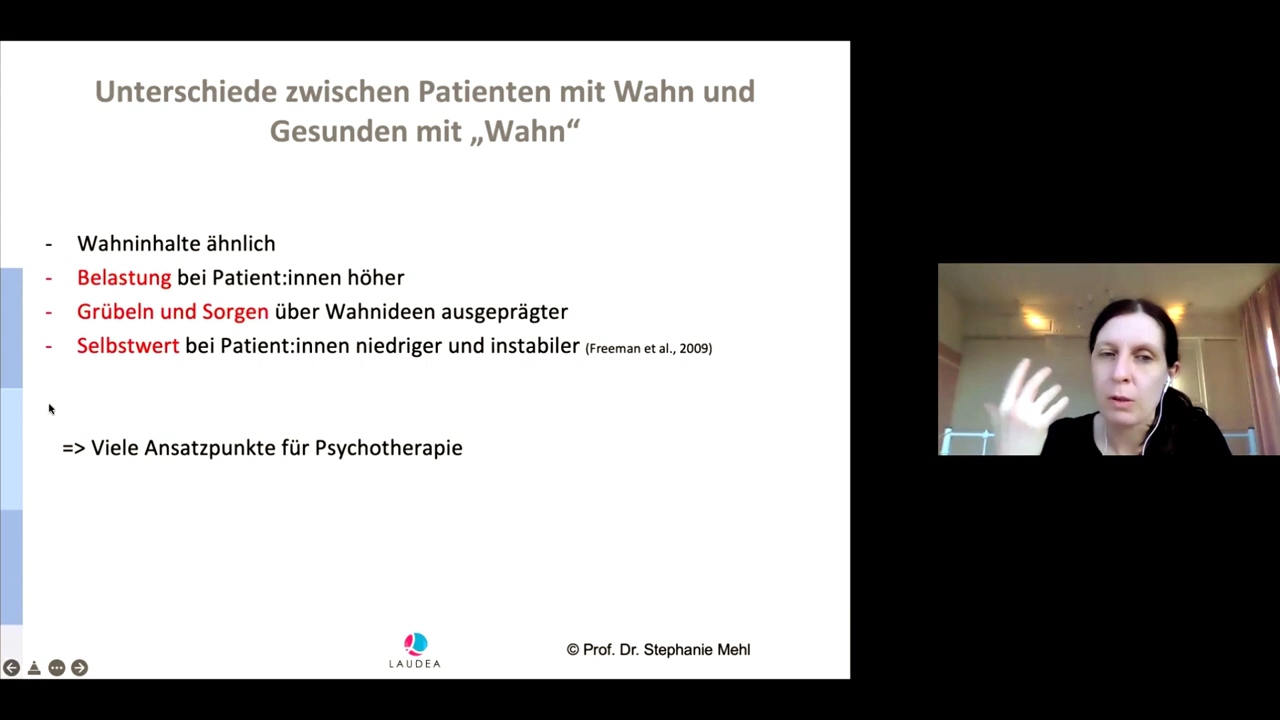 Unterschiede zwischen Patienten mit Wahn und
Gesunden mit „Wahn“
- Wahninhalte ähnlich
- Belastung bei Patient:innen höher
- Grübeln und Sorgen über Wahnideen ausgeprägter
- Selbstwert bei Patient:innen niedriger und instabiler (Freeman et al., 2009)
=> Viele Ansatzpunkte für Psychotherapie
LAUDEA
© Prof. Dr. Stephanie Mehl